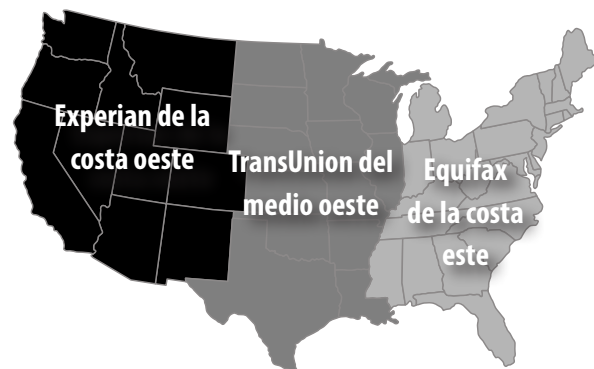 Experian de la
costa oeste
TransUnion del
medio oeste
Equifax
de la costa
este